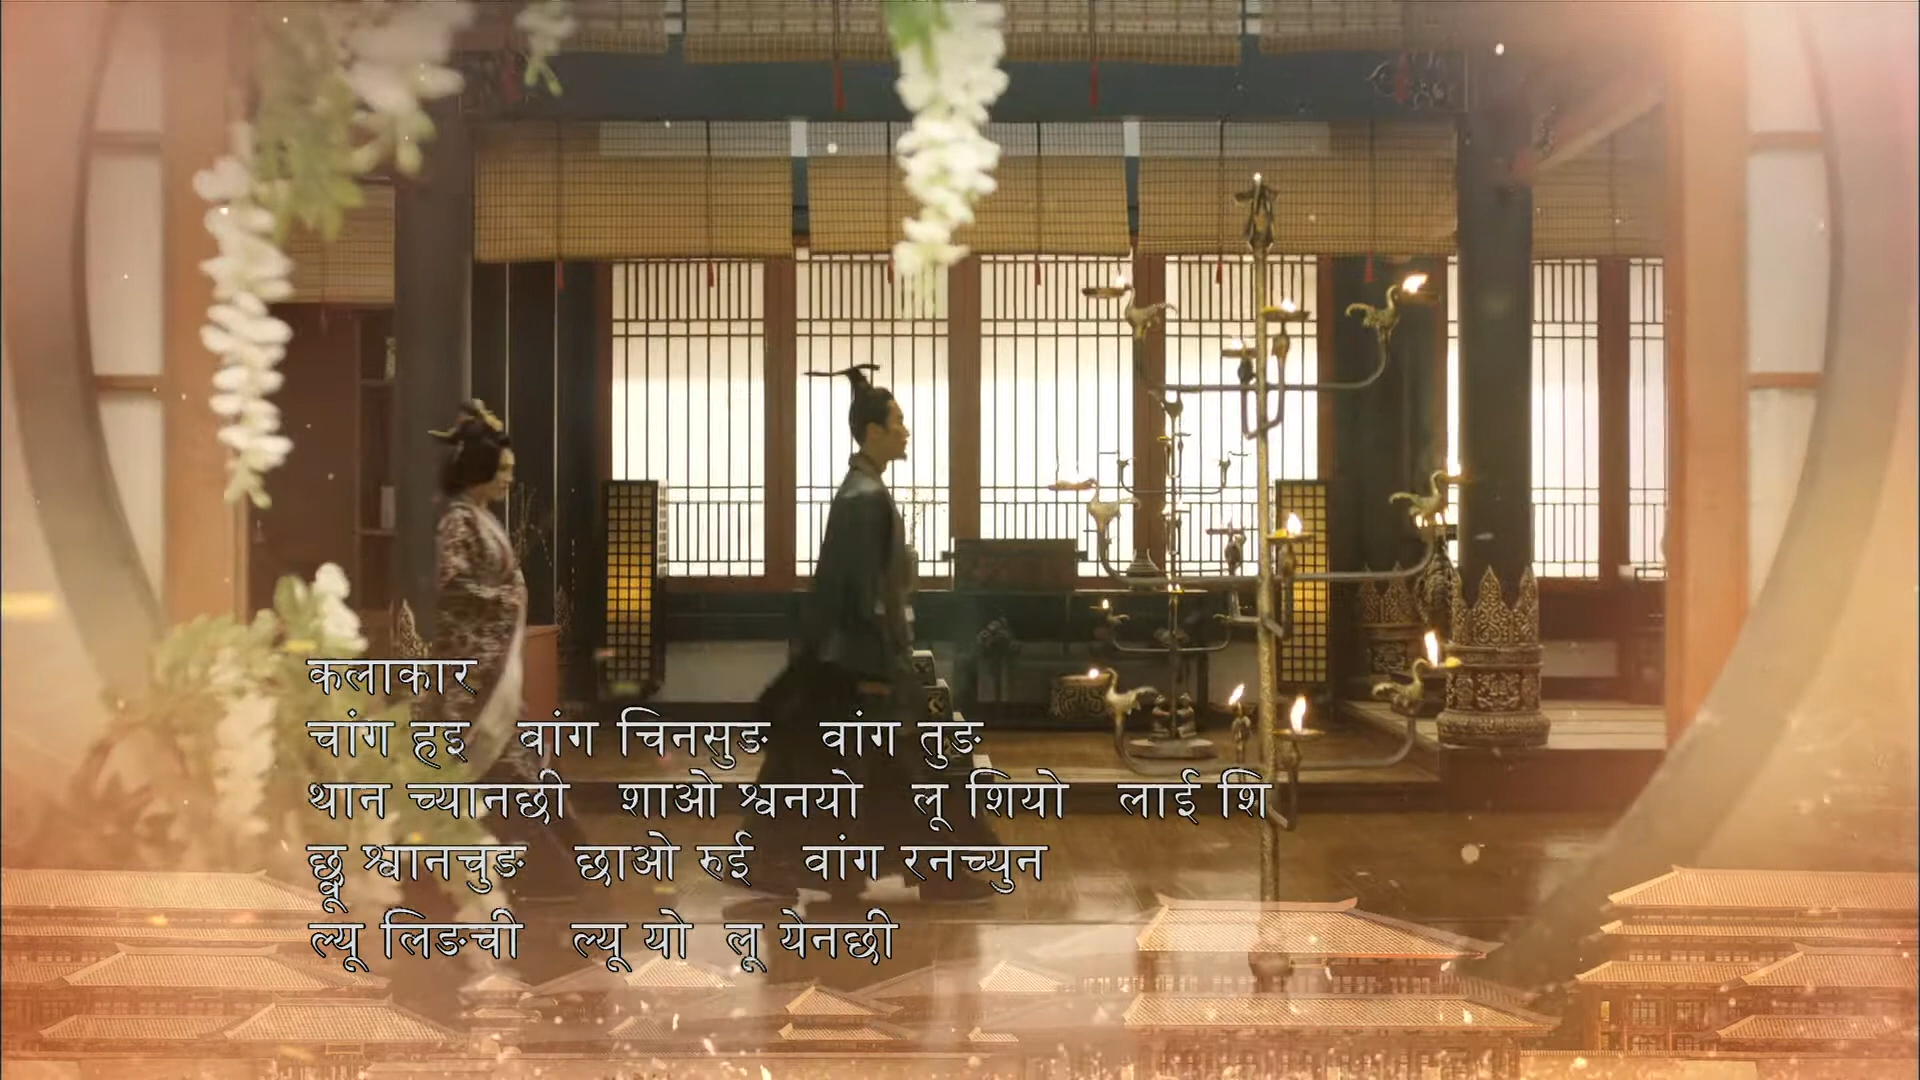 कलाकार
चांग हइ वांग चिनसुङ वांग तुङ
थान च्यानछी शाओ श्वनयो लू शियो लाई शि
छू श्वानचुङ छाओ रुई वांग रनच्युन
ल्यू लिङची ल्यू यो लू येनछी